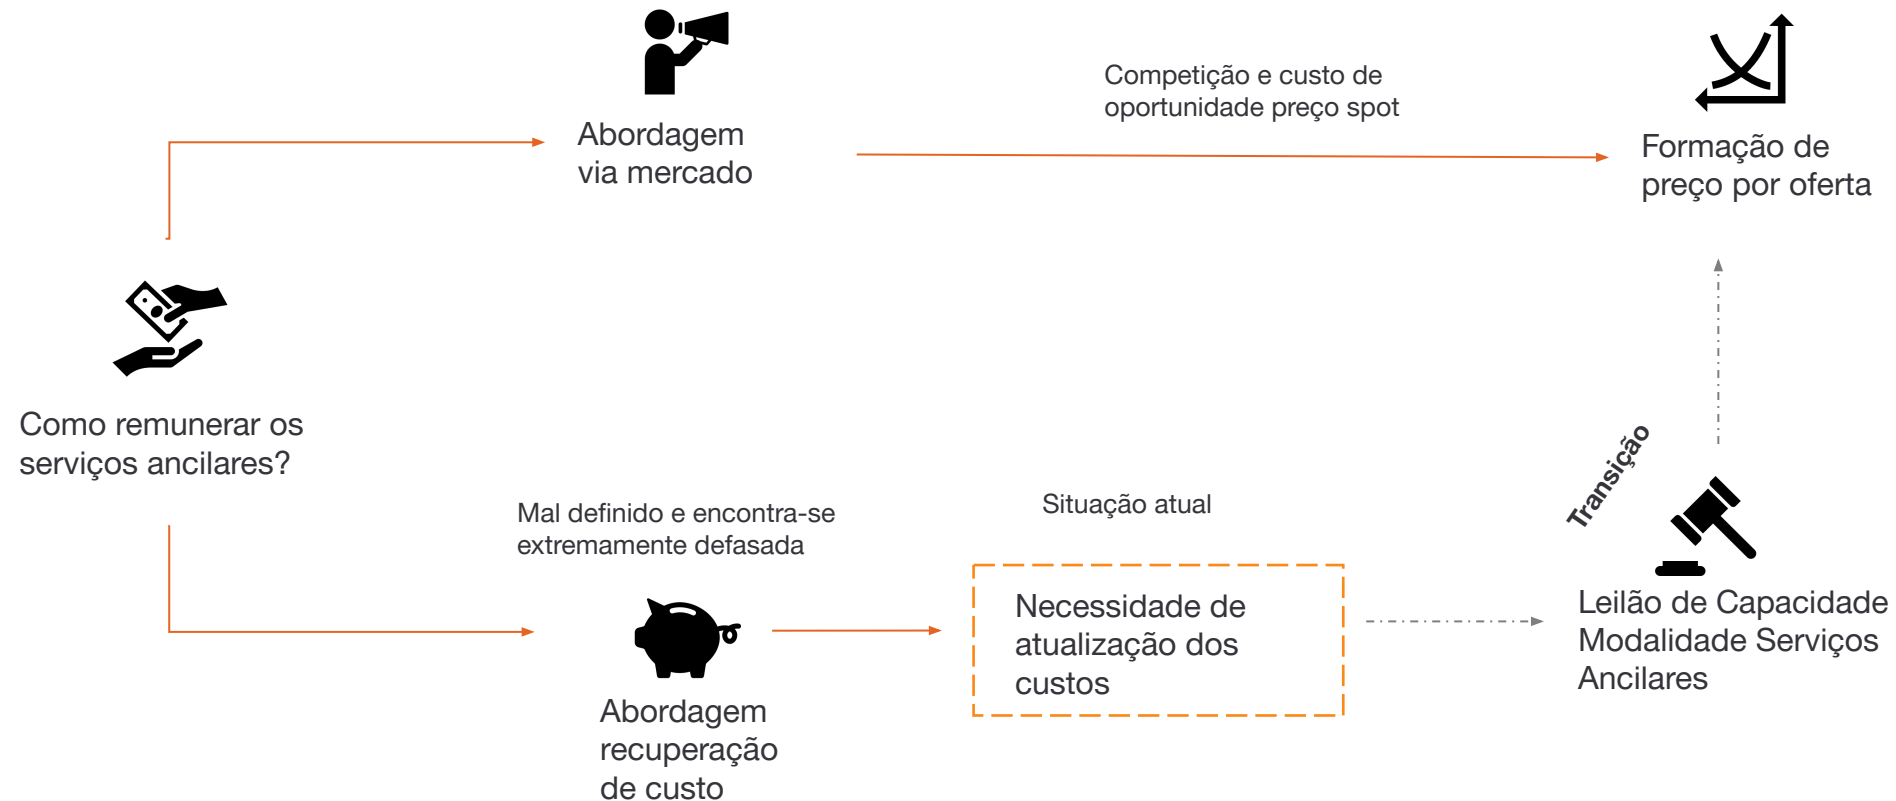 Competição e custo de
oportunidade preço spot
Abordagem
via mercado
Formação de
preço por oferta
Como remunerar os
serviços ancilares?
Mal definido e encontra-se
extremamente defasada
Situação atual
Transição
Necessidade de
atualização dos
custos
Leilão de Capacidade
Modalidade Serviços
Ancilares
Abordagem
recuperação
de custo